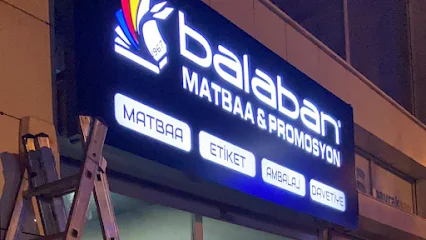 balaban
MATBAA & PROMOSYON
MATBAA
ETİKET
AMBALAJ
DAVETİYE